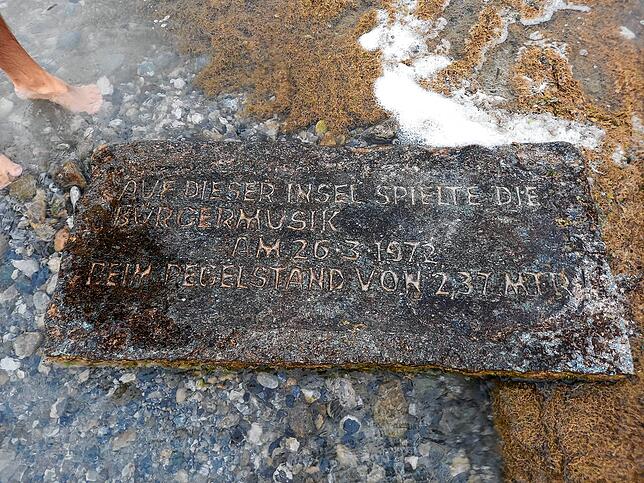 AUF DIESER INSEL SPIELTE DIE
BÜRGERMUSIK
AM 26.3.1972
BEIM PEGELSTAND VON 2,37 MTR